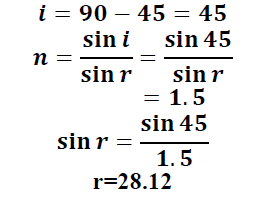 i = 90 − 45 = 45
n = sin i / sin r = sin 45 / sin r
= 1.5
sin r = sin 45 / 1.5
r=28.12